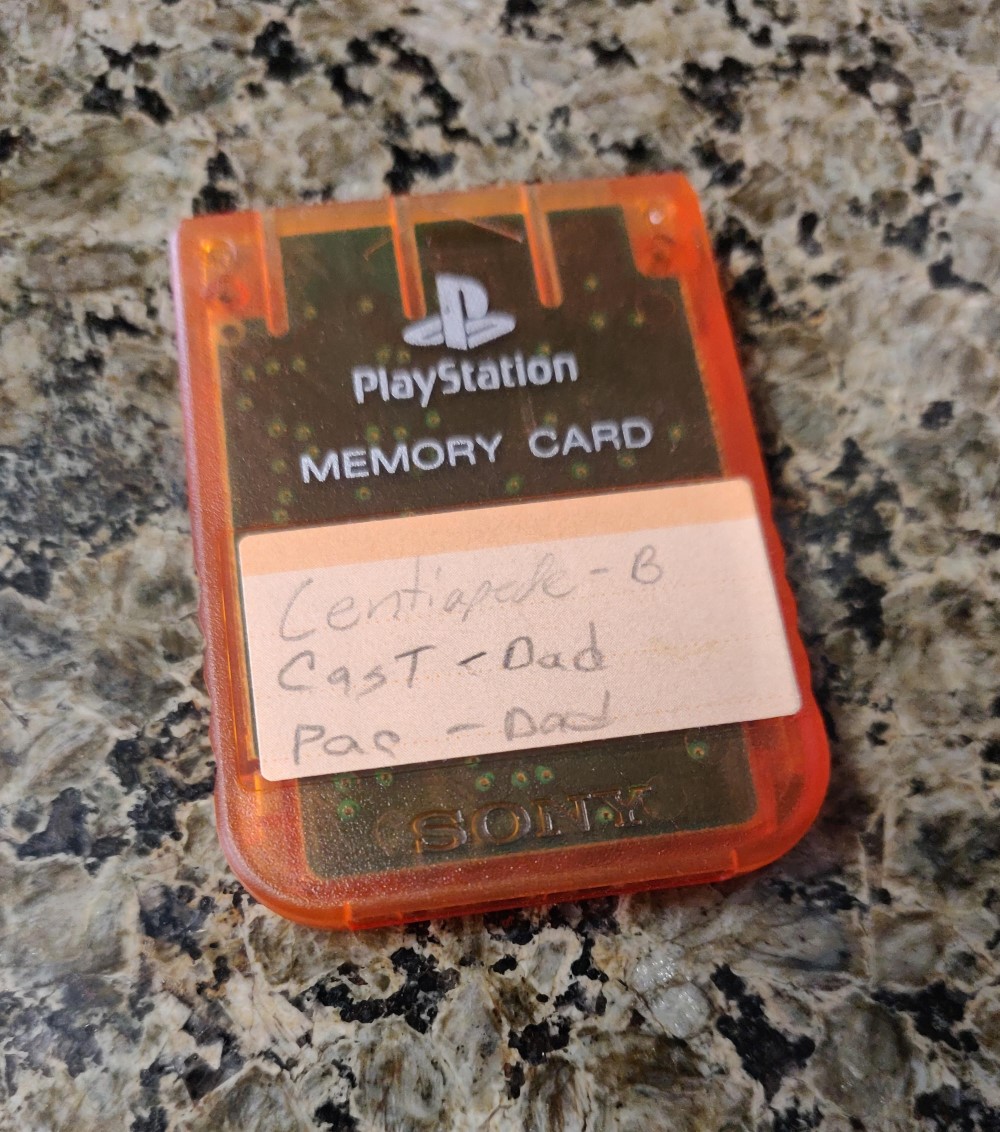 PlayStation
MEMORY CARD
Centiapede - B
CasT - Dad
Pac - Dad
SONY